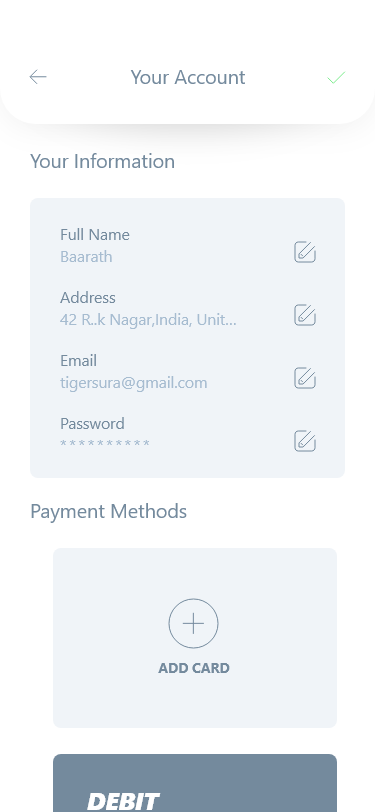 Your Account
Your Information
Full Name
Baarath
Address
42 R..k Nagar,India, Unit...
Email
tigersura@gmail.com
Password
**********
Payment Methods
ADD CARD
DEBIT